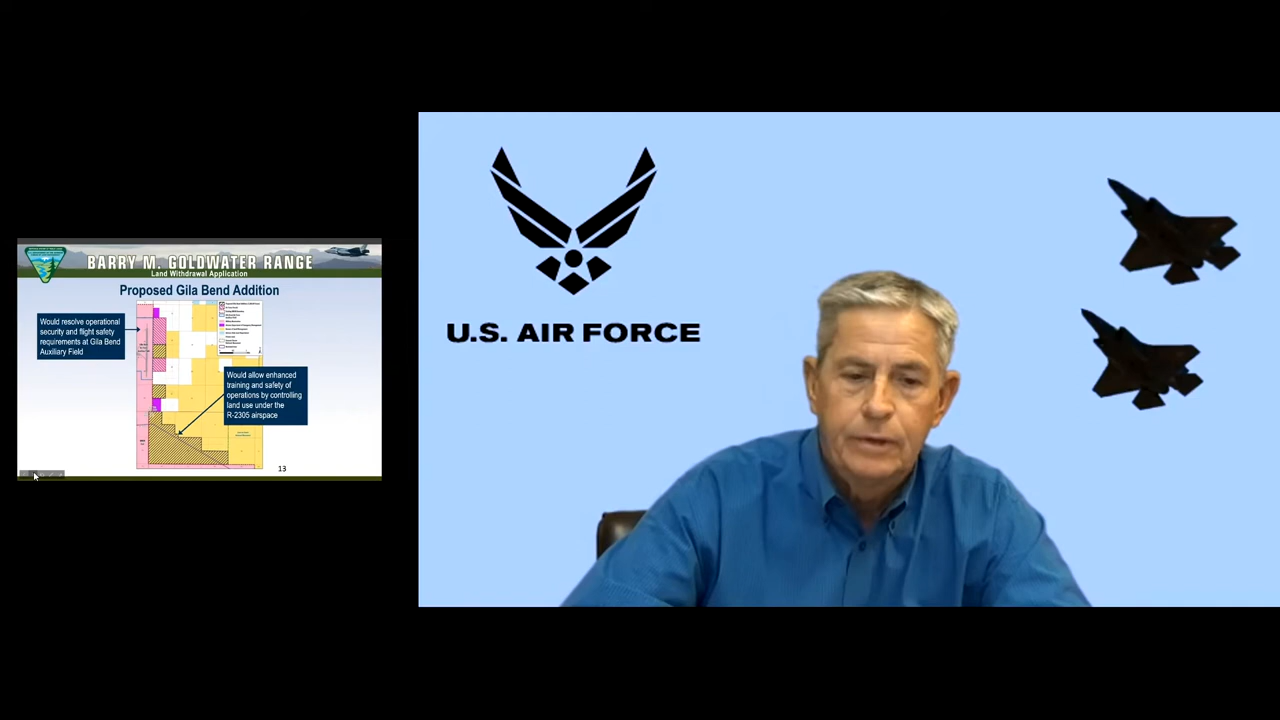 BARRY M. GOLDWATER RANGE
Land Withdrawal Application
Proposed Gila Bend Addition
Would resolve operational
security and flight safety
requirements at Gila Bend
Auxiliary Field
Would allow enhanced
training and safety of
operations by controlling
land use under the
R-2305 airspace
13
U.S. AIR FORCE